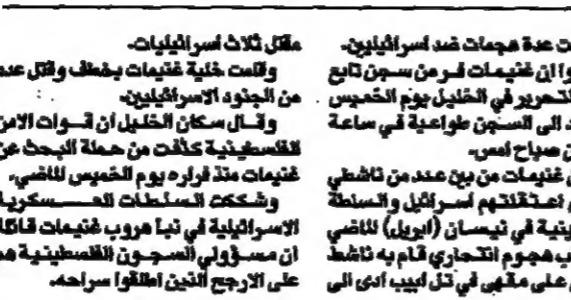 ت عدة هجمات ضد اسرائيليين.
وا ان غنيمات فر من سجن تابع
لتحرير في الخليل يوم الخميس
د الى السجن طواعية في ساعة
ن صباح امس.
ل غنيمات من بين عدد من ناشطي
اعتقلتهم اسرائيل والسلطة
ينية في نيسان (ابريل) الماضي
ب هجوم انتحاري قام به ناشط
على مقهى في تل ابيب أدى الى
مقتل ثلاث اسرائيليات.
وقامت خلية غنيمات بخطف وقتل عدد
من الجنود الاسرائيليين.
وقال سكان الخليل أن قوات الامن
الفلسطينية كثفت من حملة البحث عن
غنيمات منذ فراره يوم الخميس الماضي.
وشككت السلطات العسكرية
الاسرائيلية في نبأ هروب غنيمات قائلة
ان مسؤولي السجون الفلسطينية هم
على الارجح الذين اطلقوا سراحه.